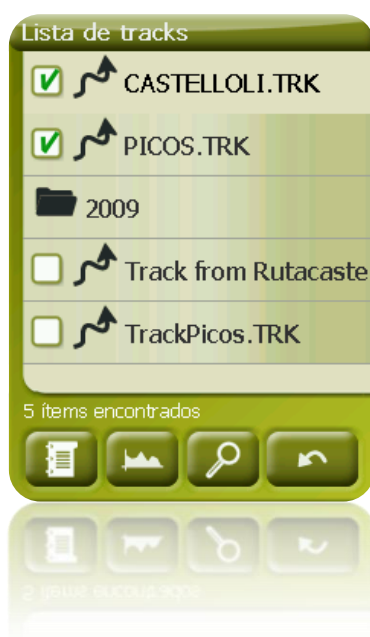 Lista de tracks
CASTELLOLI.TRK
PICOS.TRK
2009
Track from Rutacaste
TrackPicos.TRK
5 ítems encontrados